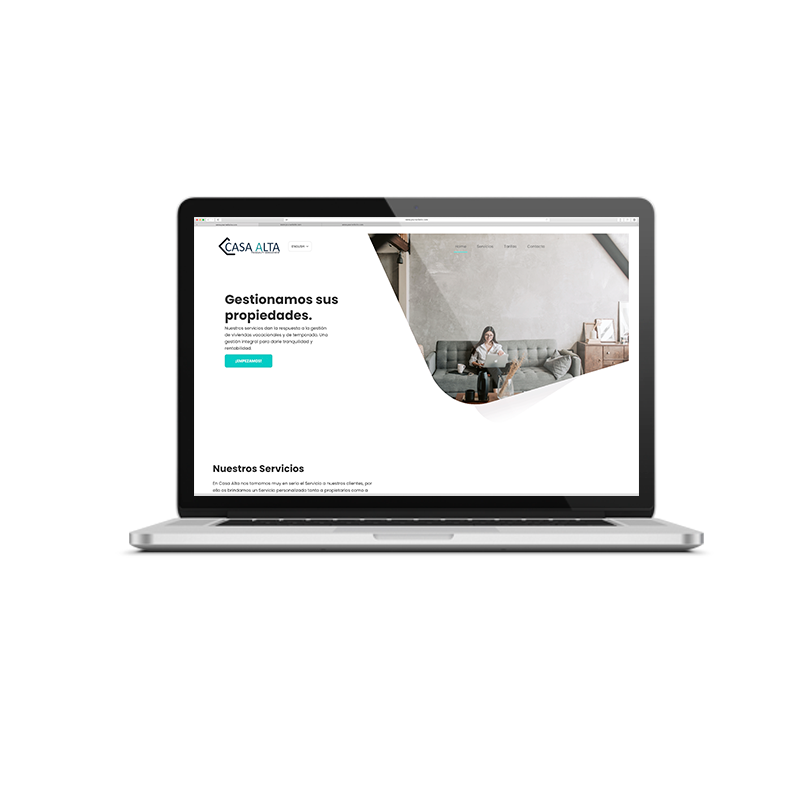 CASA ALTA
ENGLISH
Home Servicios Tarifas Contacto
Gestionamos sus
propiedades.
Nuestros servicios dan la respuesta a la gestión
de viviendas vacacionales y de temporada. Una
gestión integral para darle tranquilidad y
rentabilidad.
¡EMPEZAMOS!
Nuestros Servicios
En Casa Alta nos tomamos muy en serio el Servicio a nuestros clientes, por
ello os brindamos un Servicio personalizado tanto a propietarios como a